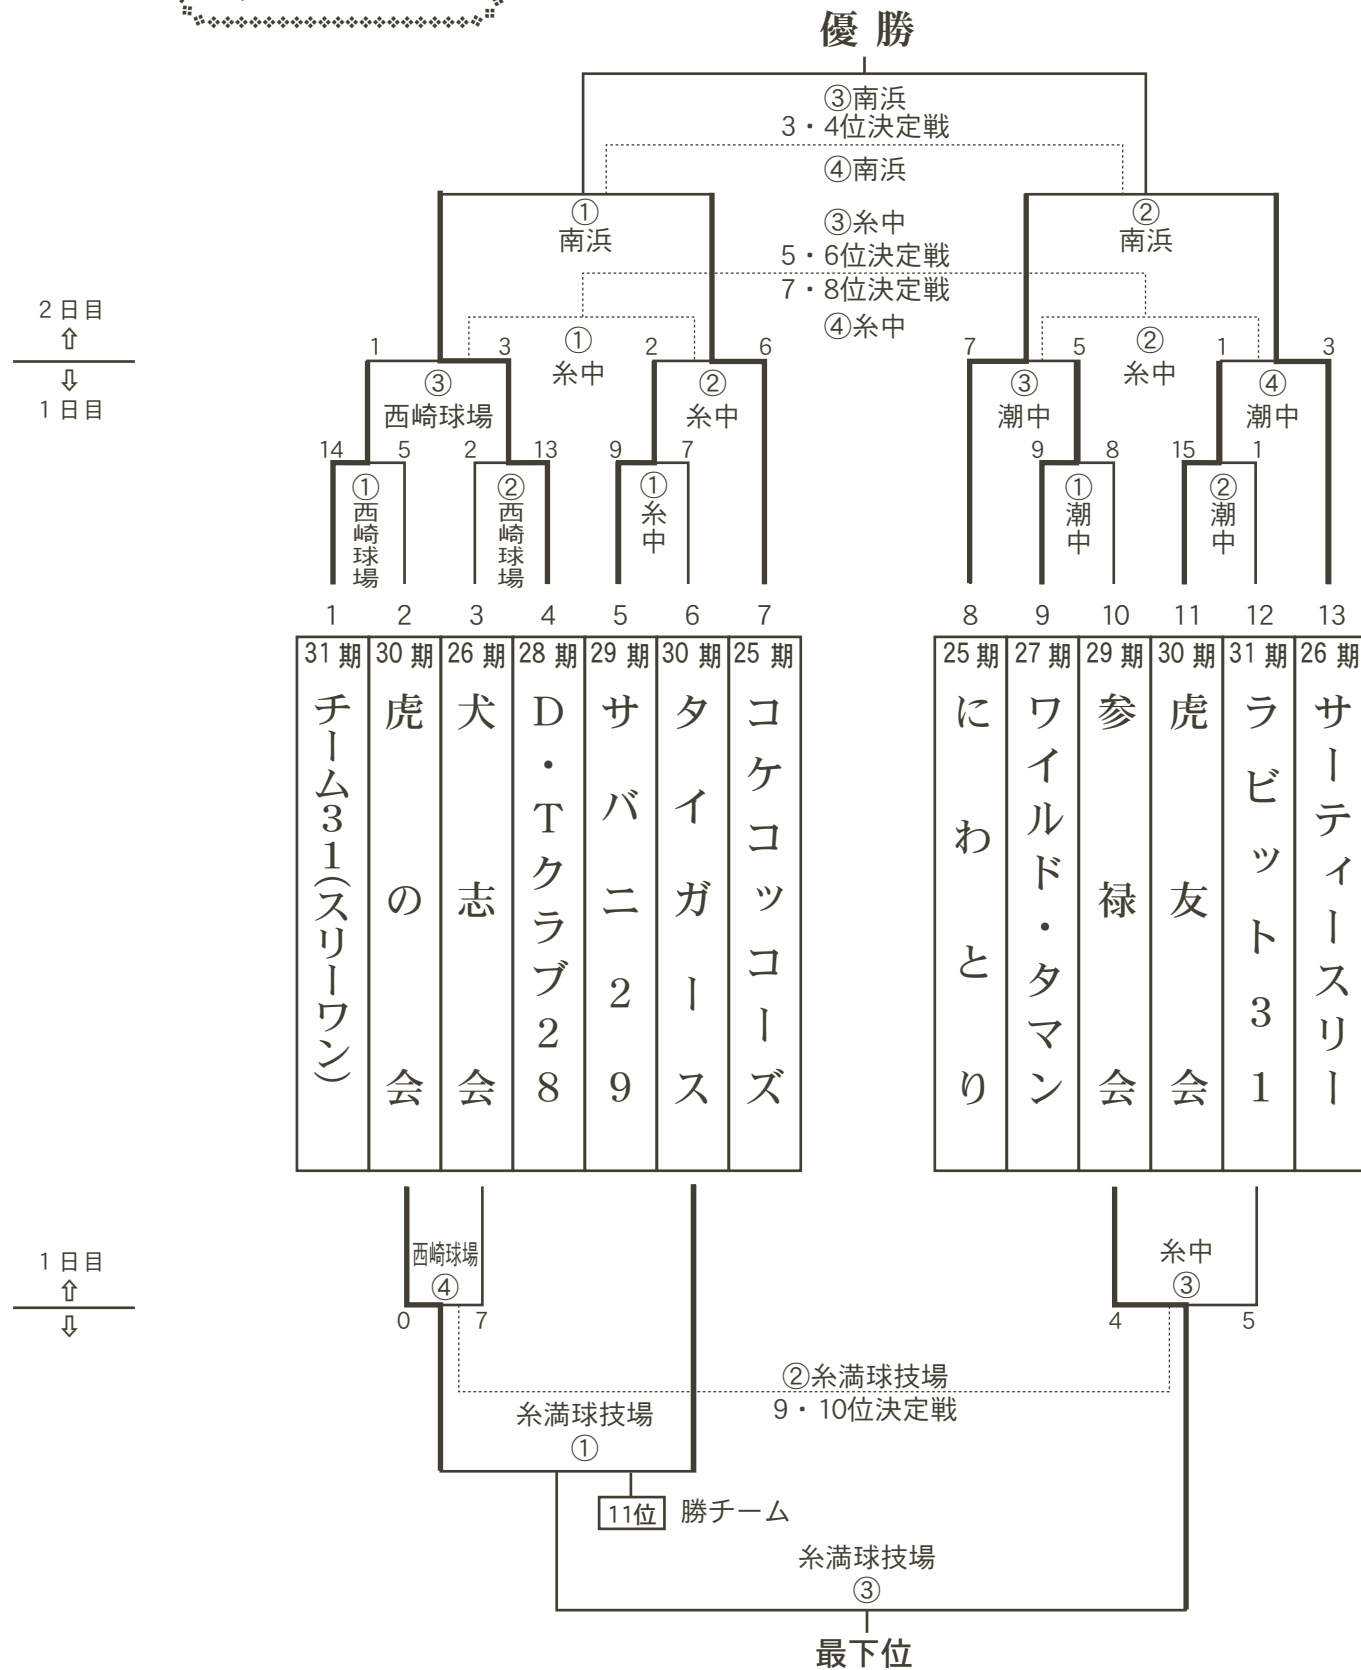 優勝
③南浜
3・4位決定戦
④南浜
①
南浜
②
南浜
③糸中
5・6位決定戦
7・8位決定戦
④糸中
2日目
⇧
⇩
1日目
1
3
①
糸中
2
6
7
5
②
糸中
1
3
③
西崎球場
②
糸中
③
潮中
④
潮中
14
5
2
13
9
7
9
8
15
1
①西崎球場
②西崎球場
①糸中
①潮中
②潮中
1 2 3 4 5 6 7 8 9 10 11 12 13
31期 30期 26期 28期 29期 30期 25期 25期 27期 29期 30期 31期 26期
チーム31(スリーワン)
虎の会
犬志会
D・Tクラブ28
サバニ29
タイガース
コケコッコーズ
にわとり
ワイルド・タマン
参禄会
虎友会
ラビット31
サーティースリー
西崎球場
④
糸中
③
1日目
⇧
⇩
0
7
4
5
②糸満球技場
9・10位決定戦
糸満球技場
①
11位 勝チーム
糸満球技場
③
最下位